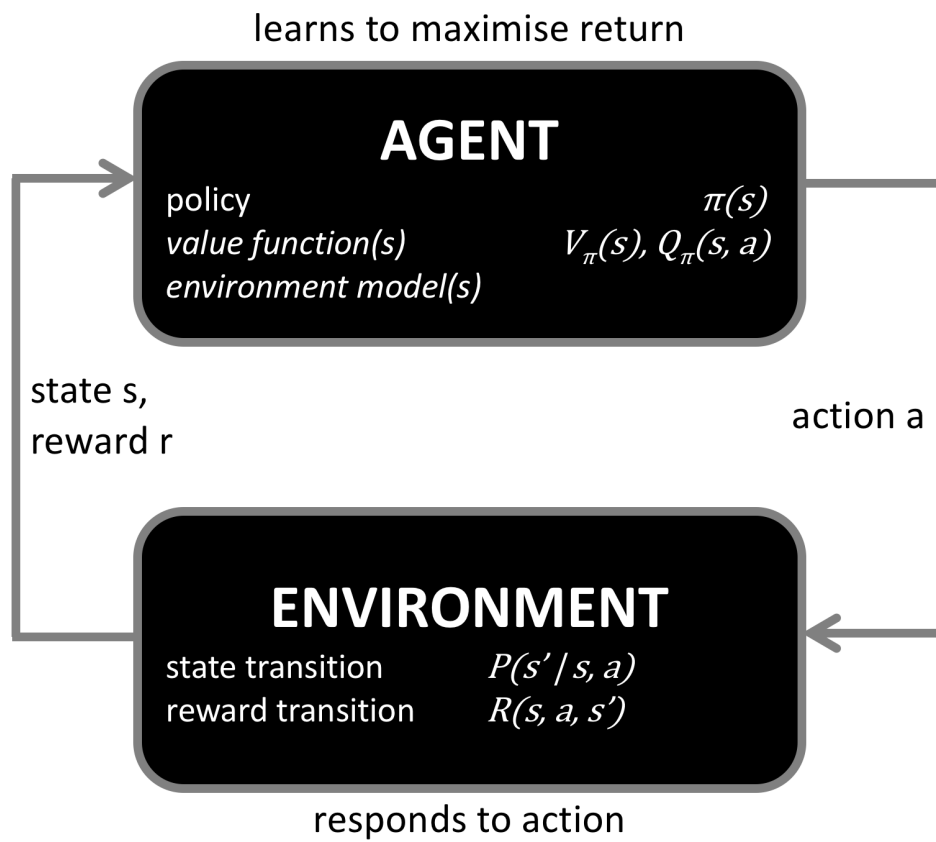 learns to maximise return
AGENT
policy π(s)
value function(s) Vπ(s), Qπ(s, a)
environment model(s)
state s,
reward r
action a
ENVIRONMENT
state transition P(s’ | s, a)
reward transition R(s, a, s’)
responds to action